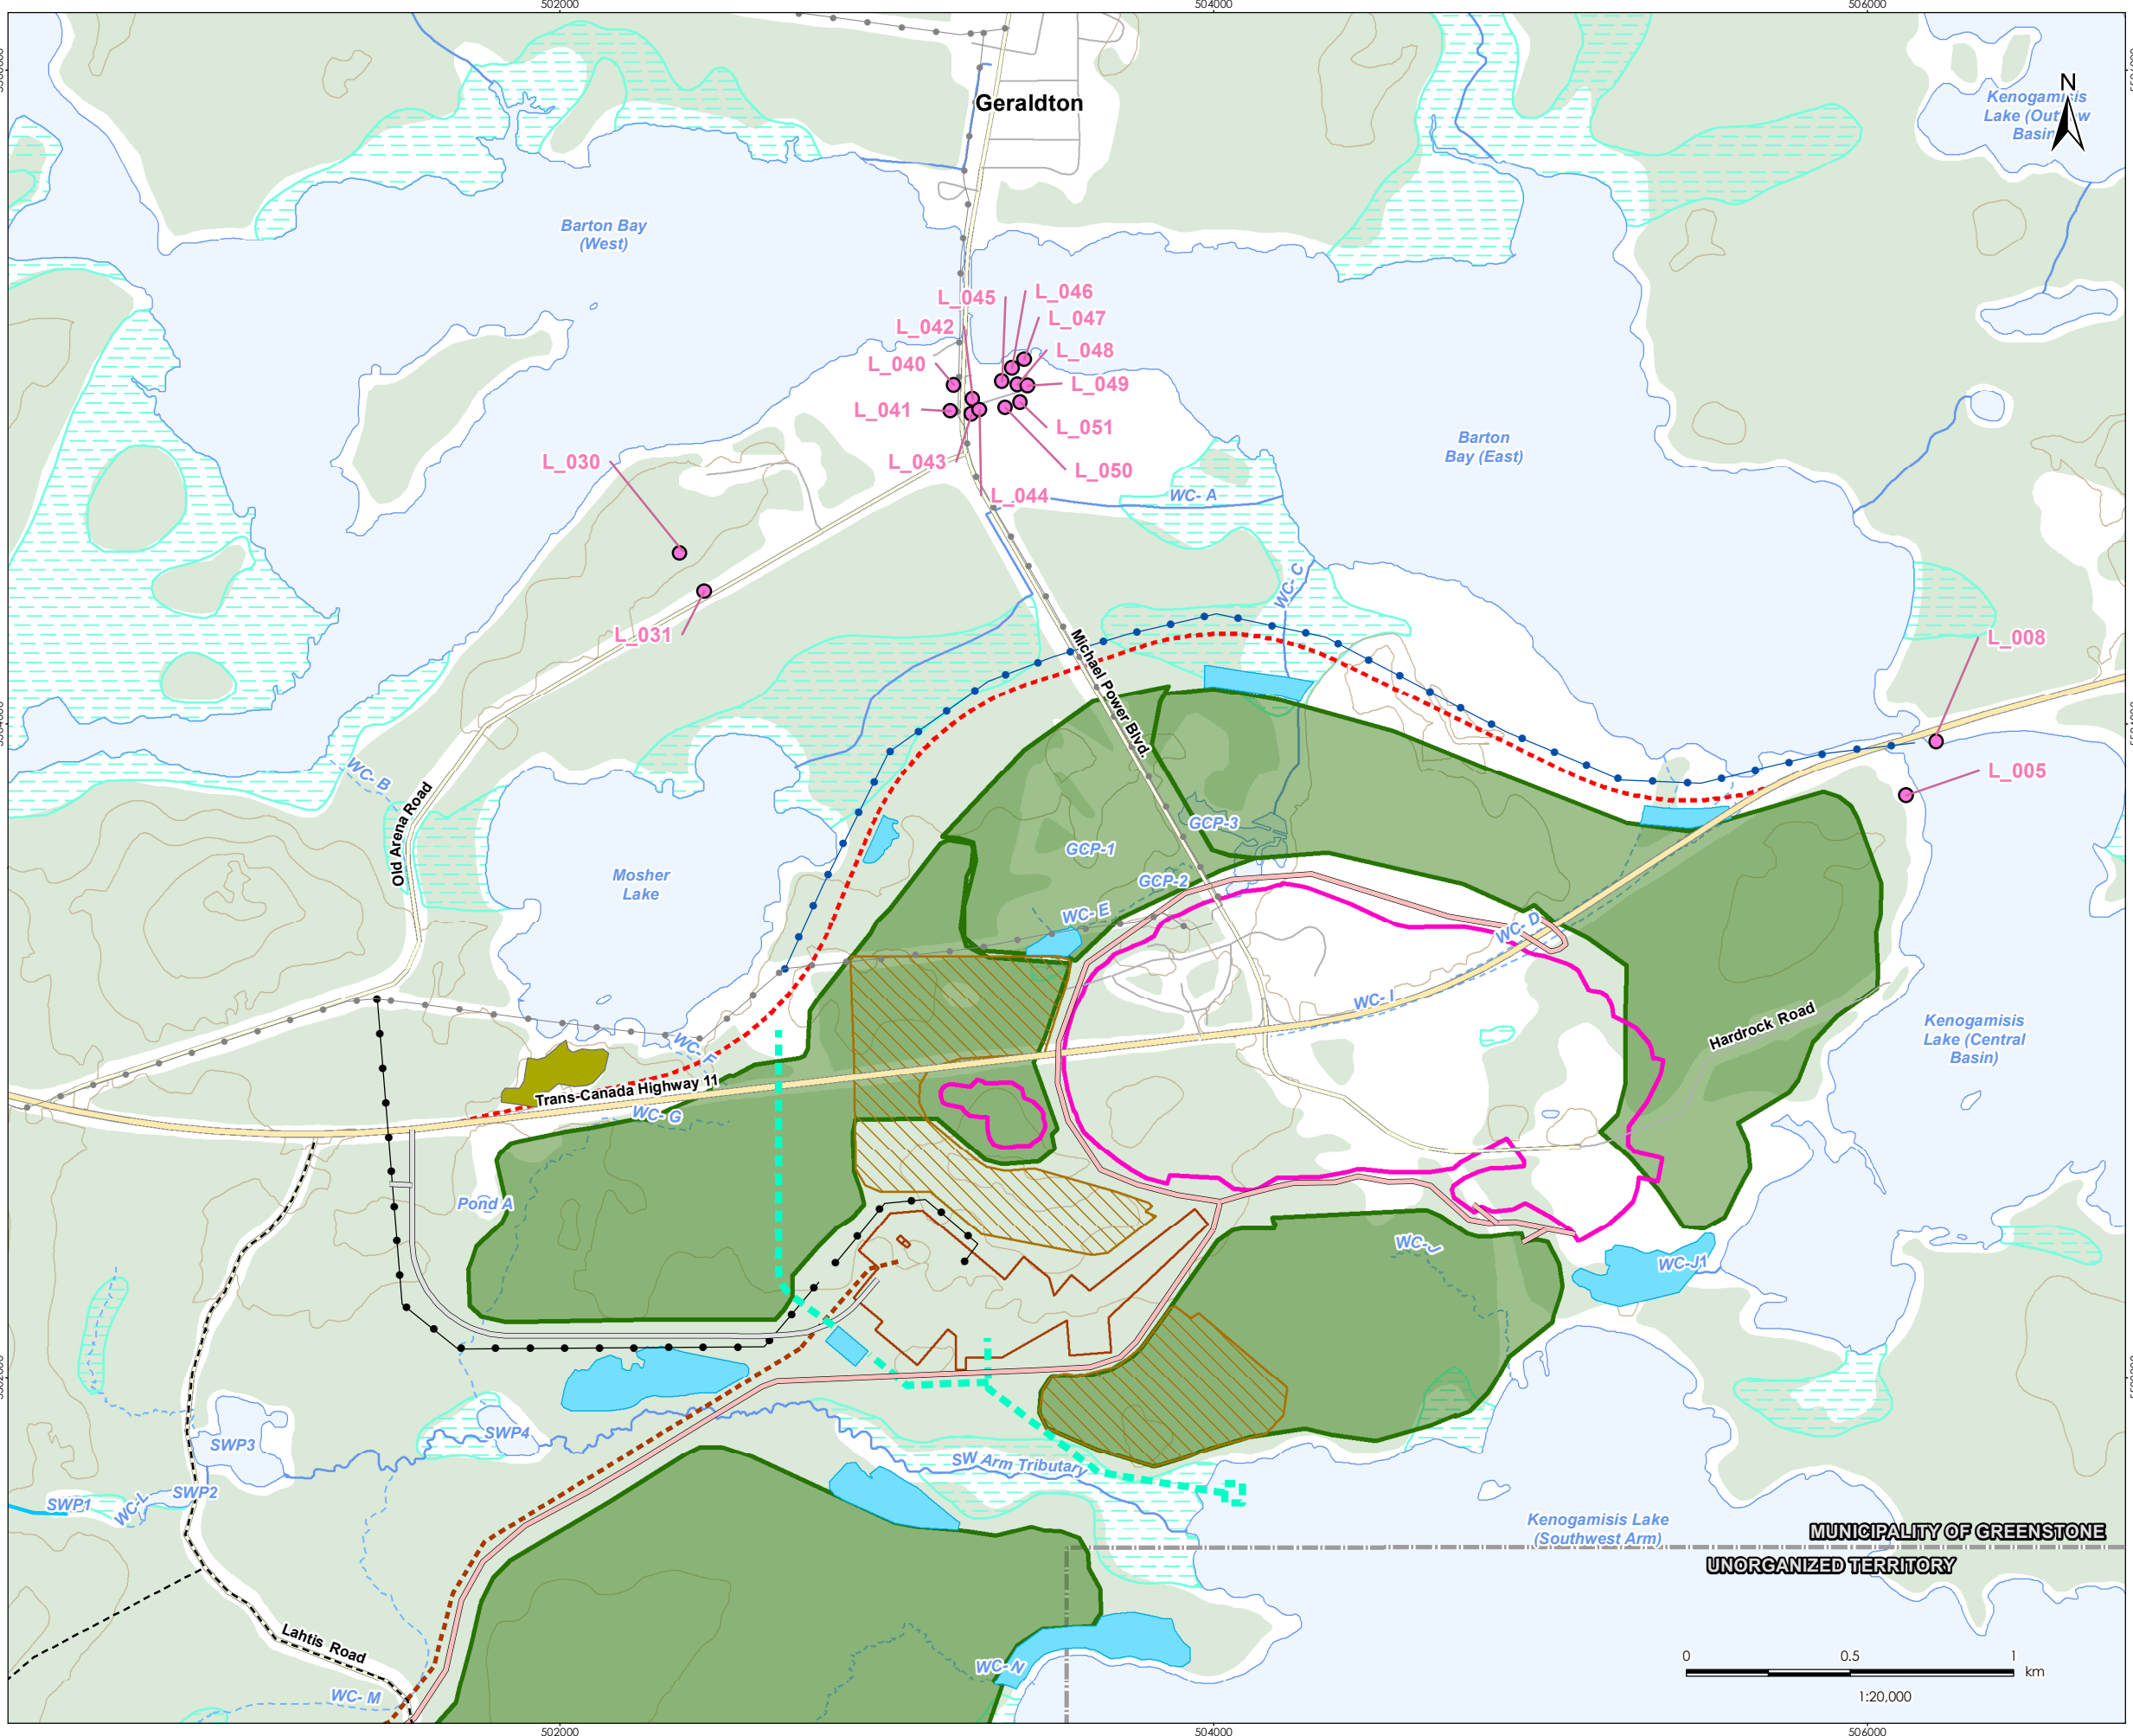 502000
504000
506000
Geraldton
N
Kenogamisis
Lake (Outflow
Basin)
Barton Bay
(West)
L_045
L_046
L_047
L_042
L_048
L_040
L_049
L_041
L_051
L_043
L_050
L_030
L_044
Barton
Bay (East)
WC- A
WC- C
L_031
L_008
Michael Power Blvd.
WC- B
L_005
Old Arena Road
GCP-3
GCP-1
GCP-2
Mosher
Lake
WC- E
WC- D
WC- I
Hardrock Road
Kenogamisis
Lake (Central
Basin)
WC- F
Trans-Canada Highway 11
WC- G
Pond A
WC-J
WC-J1
SWP4
SWP3
SW Arm Tributary
SWP2
SWP1
WC-L
Kenogamisis Lake
(Southwest Arm)
MUNICIPALITY OF GREENSTONE
UNORGANIZED TERRITORY
Lahtis Road
WC- N
WC- M
0 0.5 1
km
1:20,000
502000
504000
506000